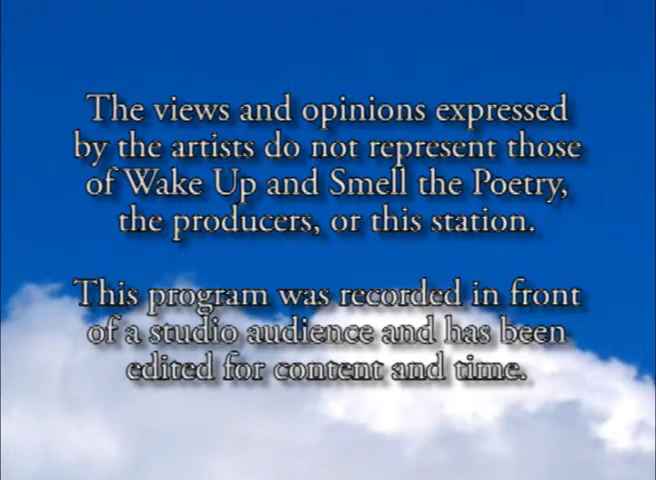 The views and opinions expressed
by the artists do not represent those
of Wake Up and Smell the Poetry,
the producers, or this station.
This program was recorded in front
of a studio audience and has been
edited for content and time.